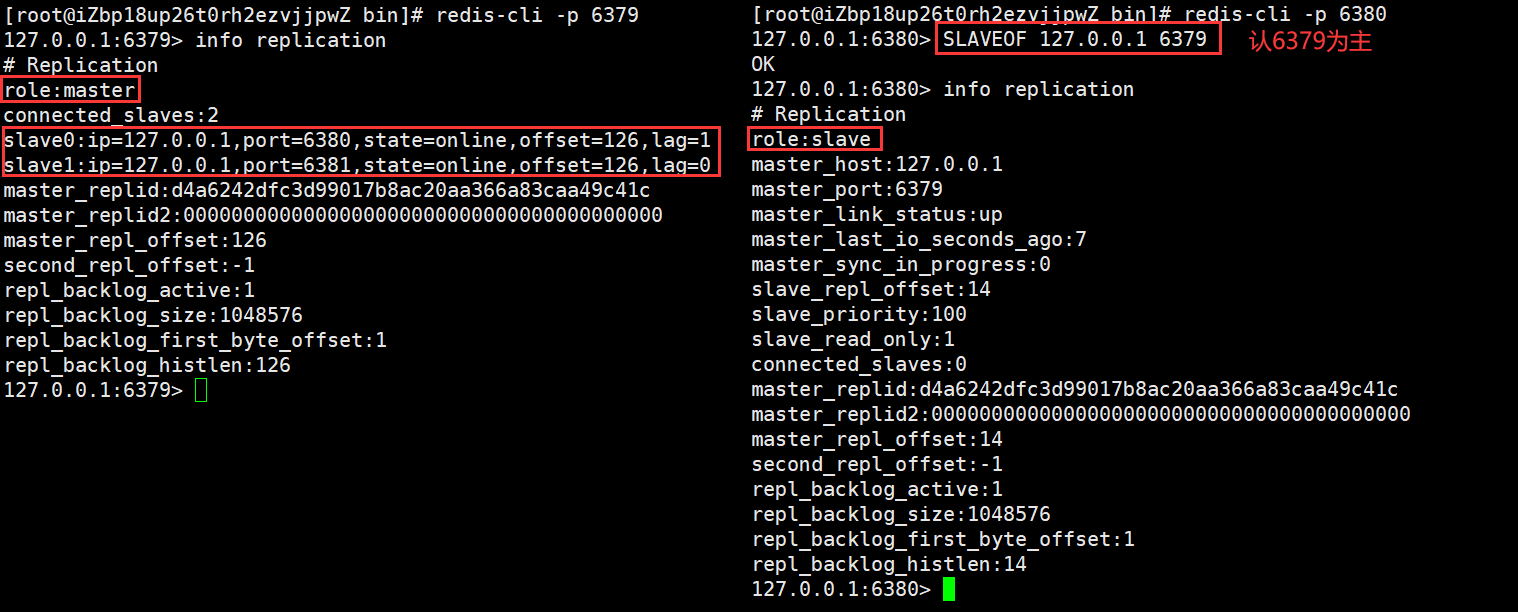 [root@iZbp18up26t0rh2ezvjjpwZ bin]# redis-cli -p 6379
127.0.0.1:6379> info replication
# Replication
role:master
connected_slaves:2
slave0:ip=127.0.0.1,port=6380,state=online,offset=126,lag=1
slave1:ip=127.0.0.1,port=6381,state=online,offset=126,lag=0
master_replid:d4a6242dfc3d99017b8ac20aa366a83caa49c41c
master_replid2:0000000000000000000000000000000000000000
master_repl_offset:126
second_repl_offset:-1
repl_backlog_active:1
repl_backlog_size:1048576
repl_backlog_first_byte_offset:1
repl_backlog_histlen:126
127.0.0.1:6379>
[root@iZbp18up26t0rh2ezvjjpwZ bin]# redis-cli -p 6380
127.0.0.1:6380> SLAVEOF 127.0.0.1 6379 认6379为主
OK
127.0.0.1:6380> info replication
# Replication
role:slave
master_host:127.0.0.1
master_port:6379
master_link_status:up
master_last_io_seconds_ago:7
master_sync_in_progress:0
slave_repl_offset:14
slave_priority:100
slave_read_only:1
connected_slaves:0
master_replid:d4a6242dfc3d99017b8ac20aa366a83caa49c41c
master_replid2:0000000000000000000000000000000000000000
master_repl_offset:14
second_repl_offset:-1
repl_backlog_active:1
repl_backlog_size:1048576
repl_backlog_first_byte_offset:1
repl_backlog_histlen:14
127.0.0.1:6380>